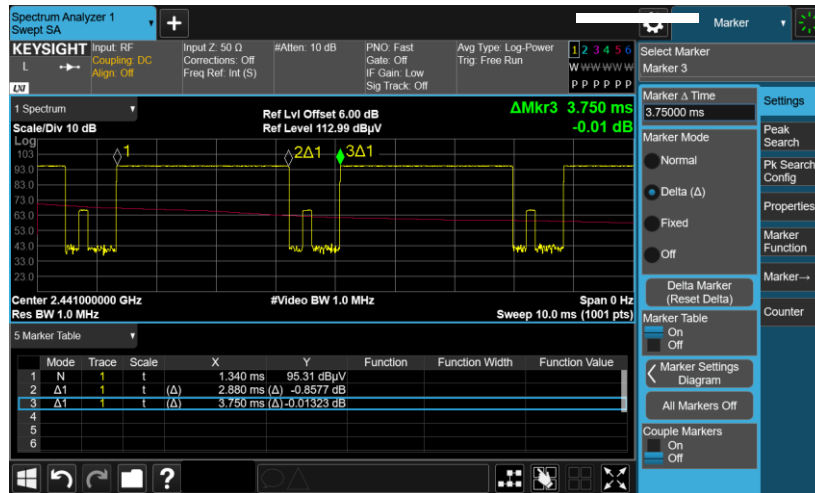 Spectrum Analyzer 1
Swept SA
+
Marker
KEYSIGHT
L
LXI
Input: RF
Coupling: DC
Align: Off
Input Z: 50 Ω
Corrections: Off
Freq Ref: Int (S)
#Atten: 10 dB
PNO: Fast
Gate: Off
IF Gain: Low
Sig Track: Off
Avg Type: Log-Power
Trig: Free Run
1 2 3 4 5 6
W W W W W W
P P P P P P
Select Marker
Marker 3
1 Spectrum
Scale/Div 10 dB
Ref Lvl Offset 6.00 dB
Ref Level 112.99 dBµV
ΔMkr3 3.750 ms
-0.01 dB
Log
103
93.0
83.0
73.0
63.0
53.0
43.0
33.0
23.0
1
2Δ1
3Δ1
Center 2.441000000 GHz
Res BW 1.0 MHz
#Video BW 1.0 MHz
Span 0 Hz
Sweep 10.0 ms (1001 pts)
5 Marker Table
Mode Trace Scale X Y Function Function Width Function Value
1 N 1 t 1.340 ms 95.31 dBµV
2 Δ1 1 t (Δ) 2.880 ms (Δ) -0.8577 dB
3 Δ1 1 t (Δ) 3.750 ms (Δ) -0.01323 dB
4
5
6
Marker Δ Time
3.75000 ms
Marker Mode
Normal
Delta (Δ)
Fixed
Off
Delta Marker
(Reset Delta)
Marker Table
On
Off
Marker Settings
Diagram
All Markers Off
Couple Markers
On
Off
Settings
Peak
Search
Pk Search
Config
Properties
Marker
Function
Marker→
Counter
?